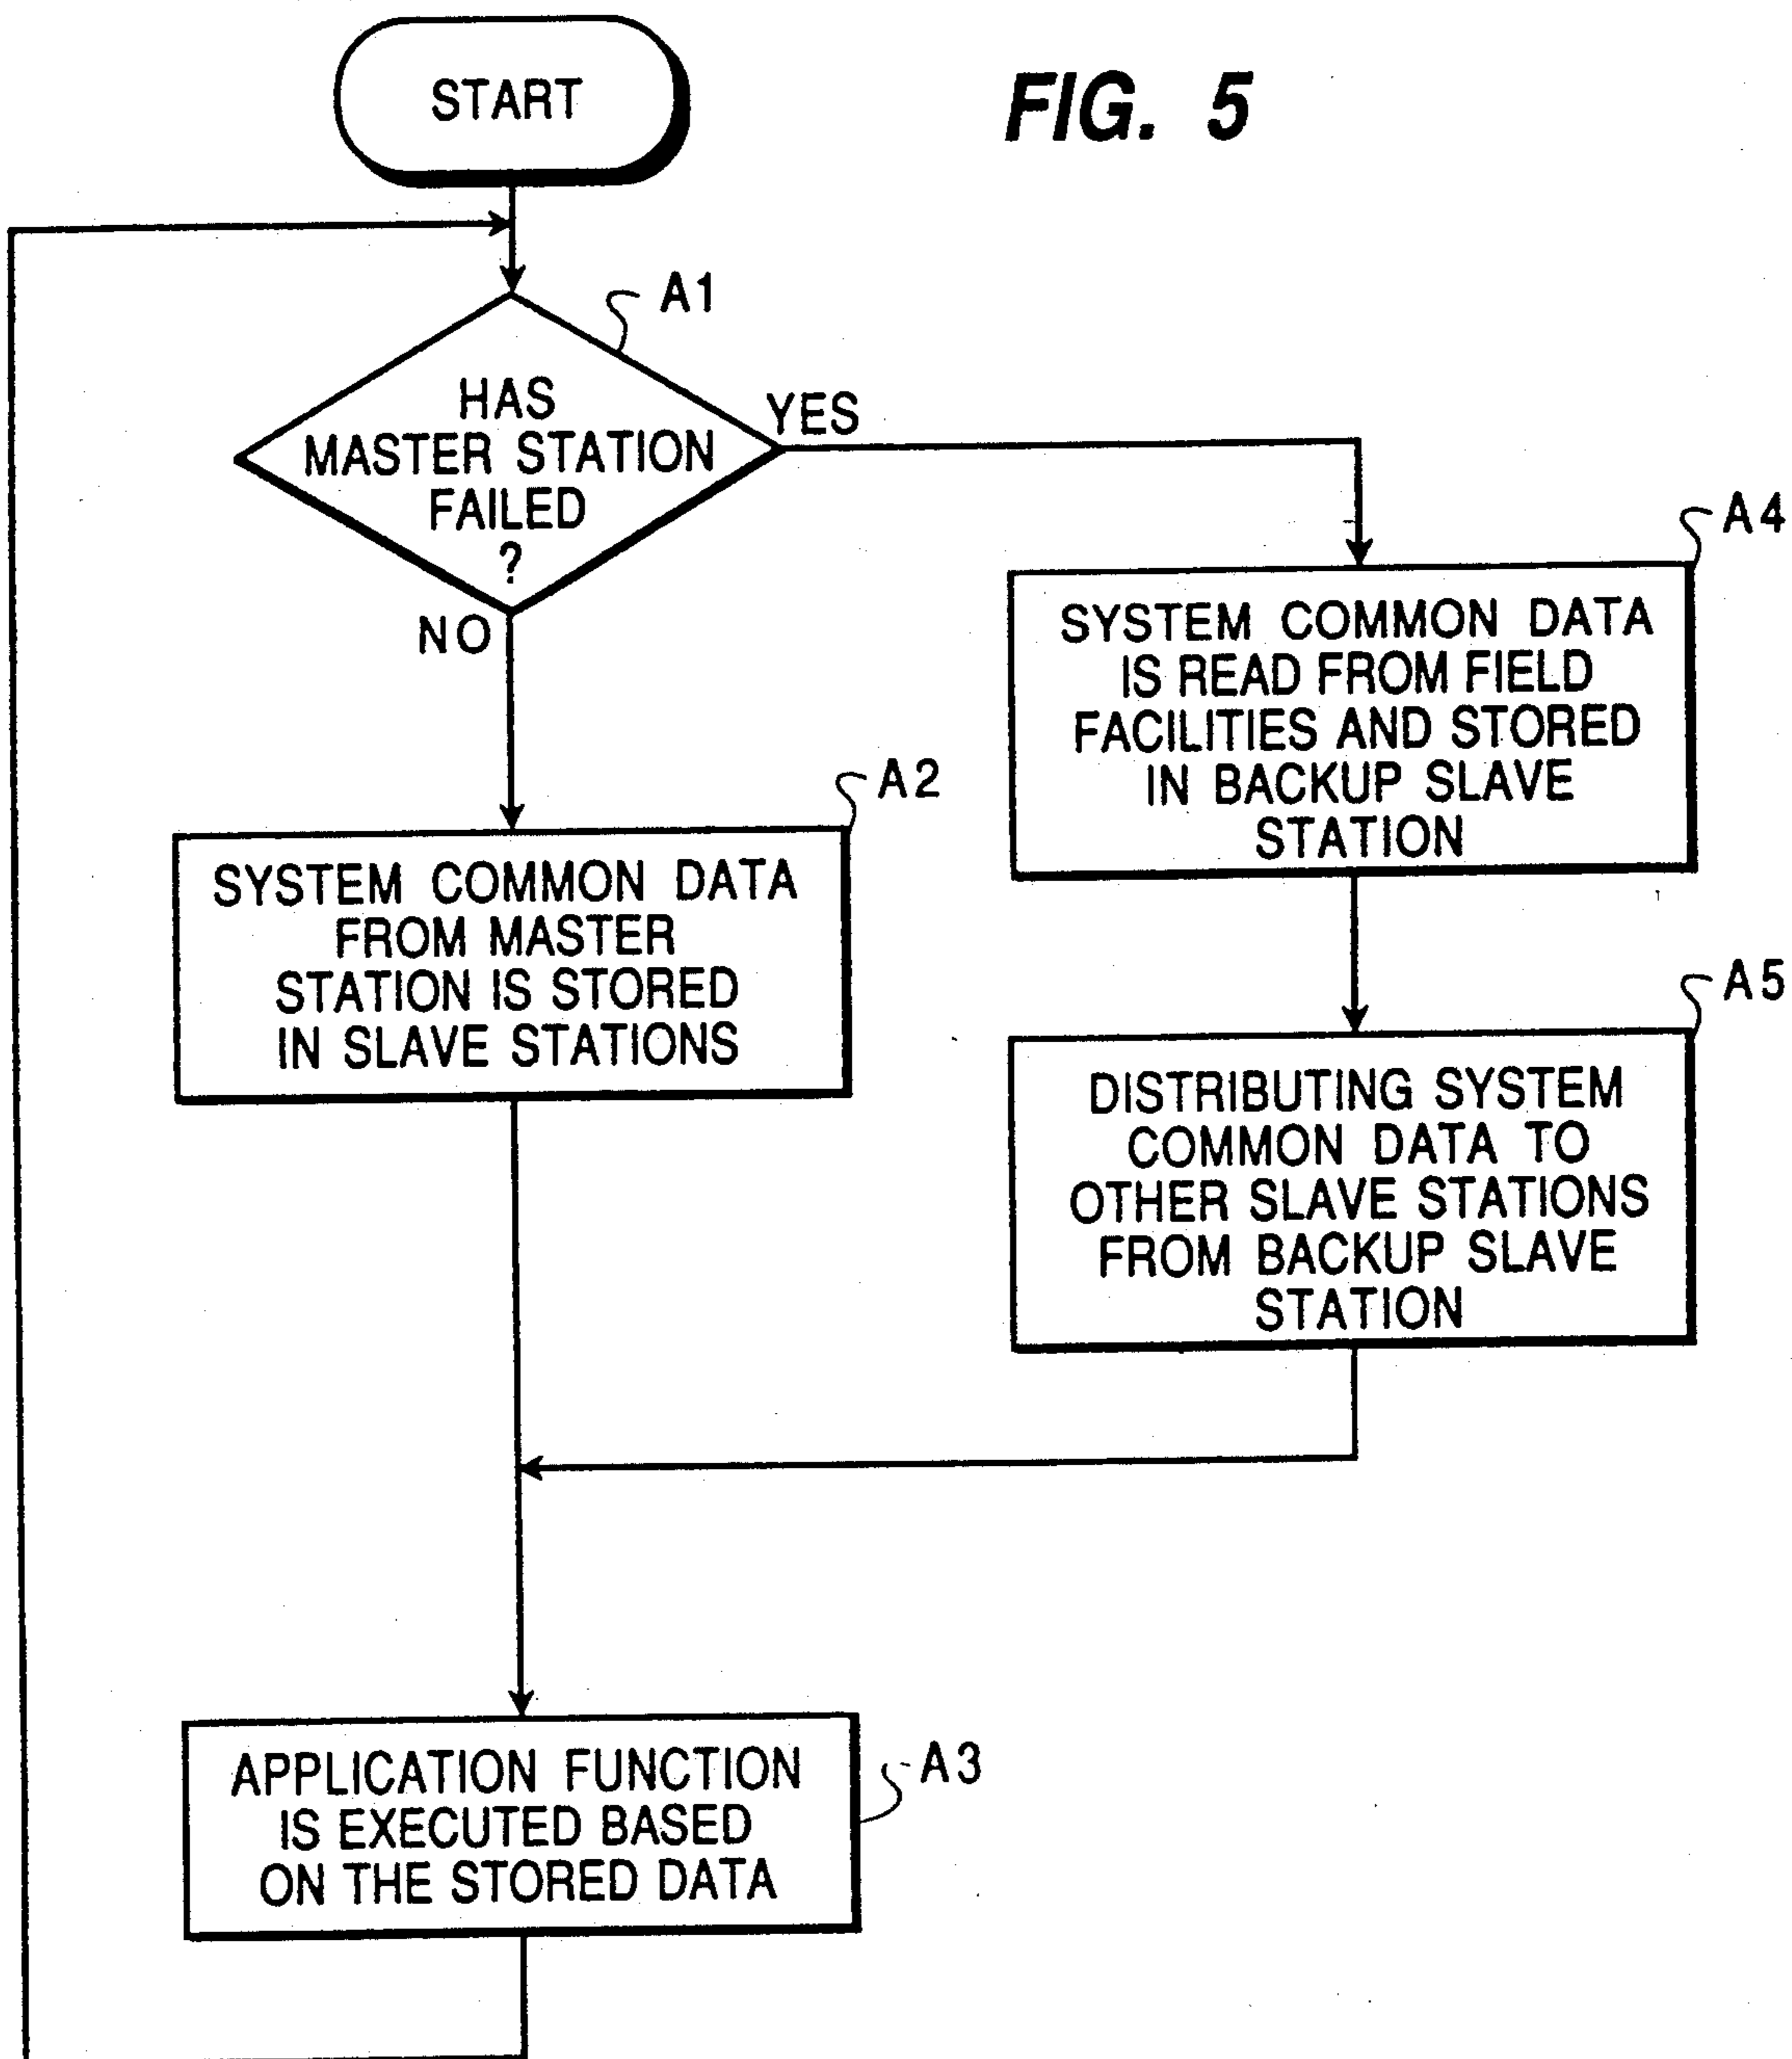 START
FIG. 5
A1
HAS
MASTER STATION
FAILED
?
YES
NO
A4
SYSTEM COMMON DATA
IS READ FROM FIELD
FACILITIES AND STORED
IN BACKUP SLAVE
STATION
A2
SYSTEM COMMON DATA
FROM MASTER
STATION IS STORED
IN SLAVE STATIONS
A5
DISTRIBUTING SYSTEM
COMMON DATA TO
OTHER SLAVE STATIONS
FROM BACKUP SLAVE
STATION
A3
APPLICATION FUNCTION
IS EXECUTED BASED
ON THE STORED DATA